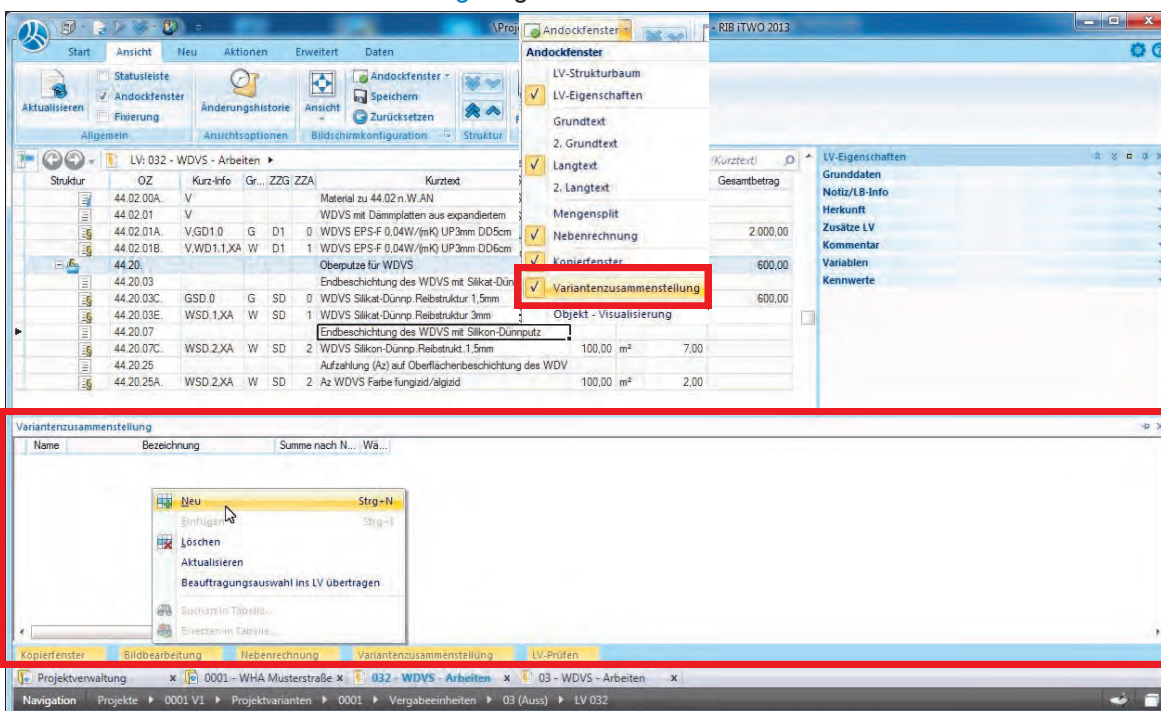 \Proj
- RIB iTWO 2013
Start Ansicht Neu Aktionen Erweitert Daten
Aktualisieren
Statusleiste
Andockfenster
Fixierung
Allgemein
Änderungshistorie
Ansichtsoptionen
Ansicht
Andockfenster
Speichern
Zurücksetzen
Bildschirmkonfiguration
Struktur
Andockfenster
Andockfenster
LV-Strukturbaum
LV-Eigenschaften
Grundtext
2. Grundtext
Langtext
2. Langtext
Mengensplit
Nebenrechnung
Kopierfenster
Variantenzusammenstellung
Objekt - Visualisierung
LV: 032 - WDVS - Arbeiten
(Kurztext)
Struktur OZ Kurz-Info Gr... ZZG ZZA Kurztext Gesamtbetrag
44.02.00A. V Material zu 44.02 n.W.AN
44.02.01 V WDVS mit Dämmplatten aus expandiertem
44.02.01A. V,GD1.0 G D1 0 WDVS EPS-F 0,04W/(mK) UP3mm DD5cm 2.000,00
44.02.01B. V,WD1.1,XA W D1 1 WDVS EPS-F 0,04W/(mK) UP3mm DD6cm
44.20. Oberputze für WDVS 600,00
44.20.03 Endbeschichtung des WDVS mit Silikat-Dün
44.20.03C. GSD.0 G SD 0 WDVS Silikat-Dünnp.Reibstruktur 1,5mm 600,00
44.20.03E. WSD.1,XA W SD 1 WDVS Silikat-Dünnp.Reibstruktur 3mm
44.20.07 Endbeschichtung des WDVS mit Silikon-Dünnputz
44.20.07C. WSD.2,XA W SD 2 WDVS Silikon-Dünnp.Reibstrukt.1,5mm 100,00 m² 7,00
44.20.25 Aufzahlung (Az) auf Oberflächenbeschichtung des WDV
44.20.25A. WSD.2,XA W SD 2 Az WDVS Farbe fungizid/algizid 100,00 m² 2,00
LV-Eigenschaften
Grunddaten
Notiz/LB-Info
Herkunft
Zusätze LV
Kommentar
Variablen
Kennwerte
Variantenzusammenstellung
Name Bezeichnung Summe nach N... Wä...
Neu Strg+N
Einfügen Strg+I
Löschen
Aktualisieren
Beauftragungsauswahl ins LV übertragen
Suchen in Tabelle...
Ersetzen in Tabelle...
Kopierfenster Bildbearbeitung Nebenrechnung Variantenzusammenstellung LV-Prüfen
Projektverwaltung x 0001 - WHA Musterstraße x 032 - WDVS - Arbeiten x 03 - WDVS - Arbeiten x
Navigation Projekte 0001 V1 Projektvarianten 0001 Vergabeeinheiten 03 (Auss) LV 032